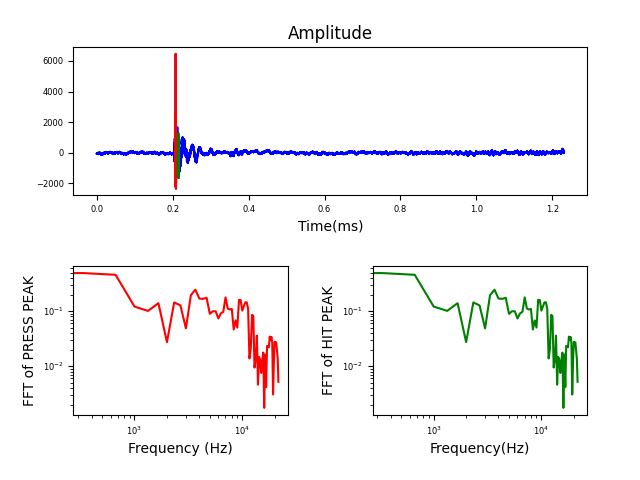 Amplitude
6000
4000
2000
0
−2000
0.0 0.2 0.4 0.6 0.8 1.0 1.2
Time(ms)
FFT of PRESS PEAK
10⁻¹
10⁻²
10³ 10⁴
Frequency (Hz)
FFT of HIT PEAK
10⁻¹
10⁻²
10³ 10⁴
Frequency(Hz)